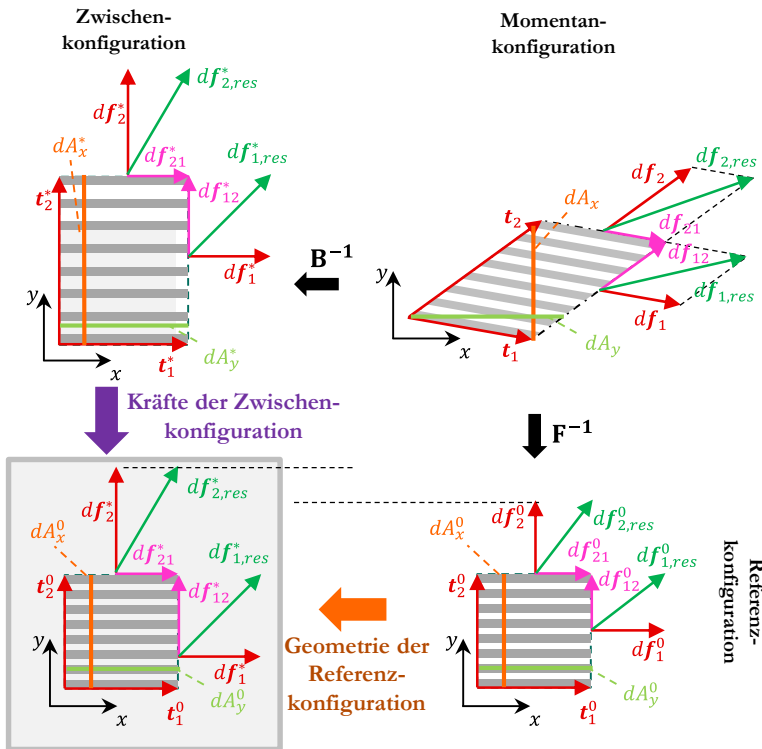 Zwischen-
konfiguration
Momentan-
konfiguration
df*2,res
df*2
dA*x
df*21
df*1,res
t*2
df*12
df*1
y
x
dA*y
t*1
B⁻¹
df2
df2,res
dAx
t2
df21
df12
df1,res
df1
y
x
t1
dAy
Kräfte der Zwischen-
konfiguration
F⁻¹
df*2
df*2,res
dA⁰x
df*21
df*1,res
t⁰2
df*12
df*1
y
x
t⁰1
dA⁰y
Geometrie der
Referenz-
konfiguration
dA⁰x
df⁰2
df⁰2,res
df⁰21
df⁰1,res
t⁰2
df⁰12
df⁰1
y
x
t⁰1
dA⁰y
Referenz-
konfiguration